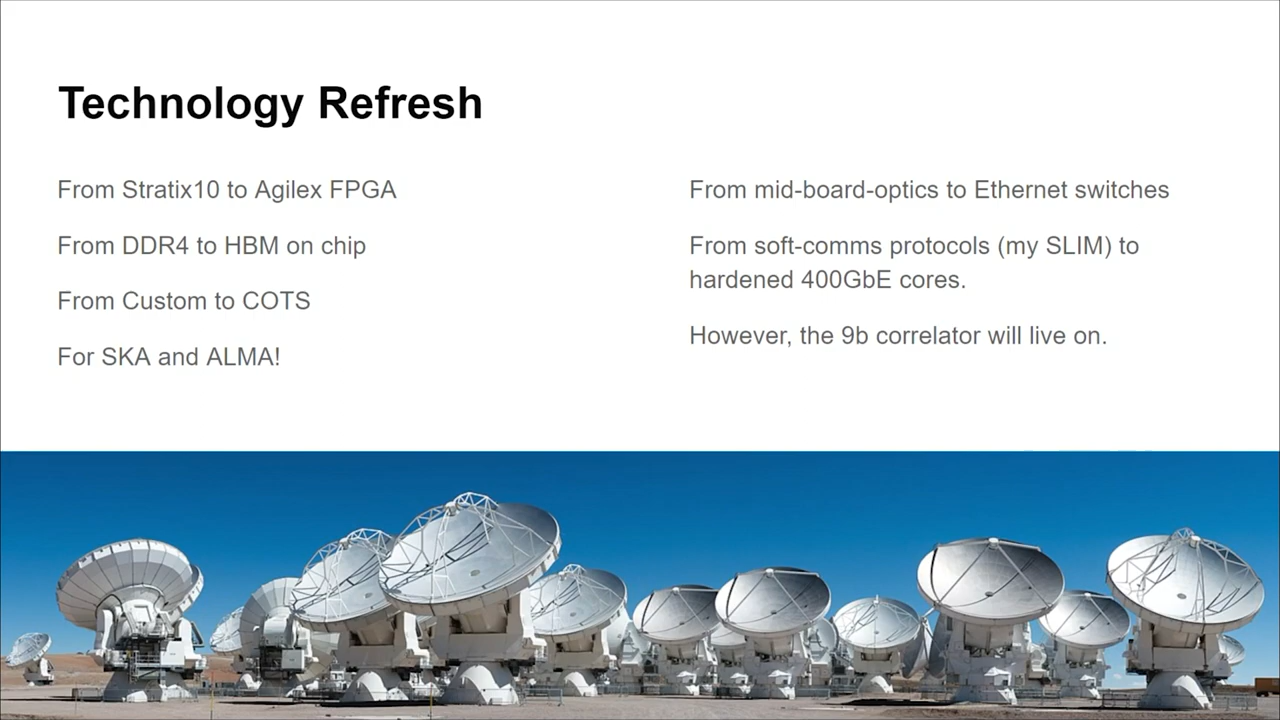 Technology Refresh
From Stratix10 to Agilex FPGA
From DDR4 to HBM on chip
From Custom to COTS
For SKA and ALMA!
From mid-board-optics to Ethernet switches
From soft-comms protocols (my SLIM) to
hardened 400GbE cores.
However, the 9b correlator will live on.